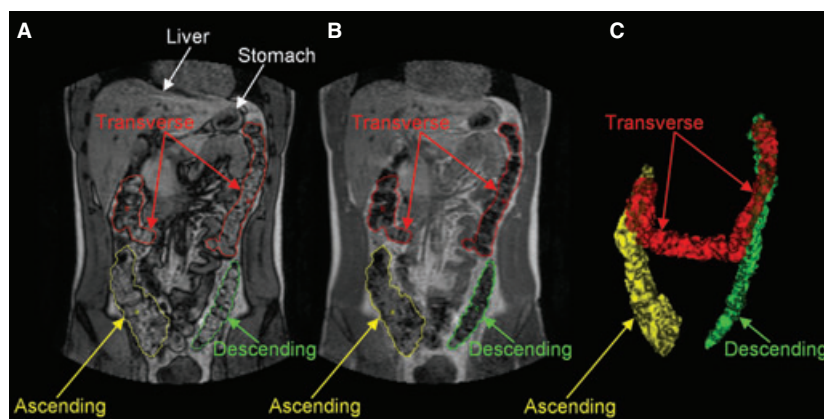 A
Liver
Stomach
Transverse
Descending
Ascending
B
Transverse
Descending
Ascending
C
Transverse
Descending
Ascending